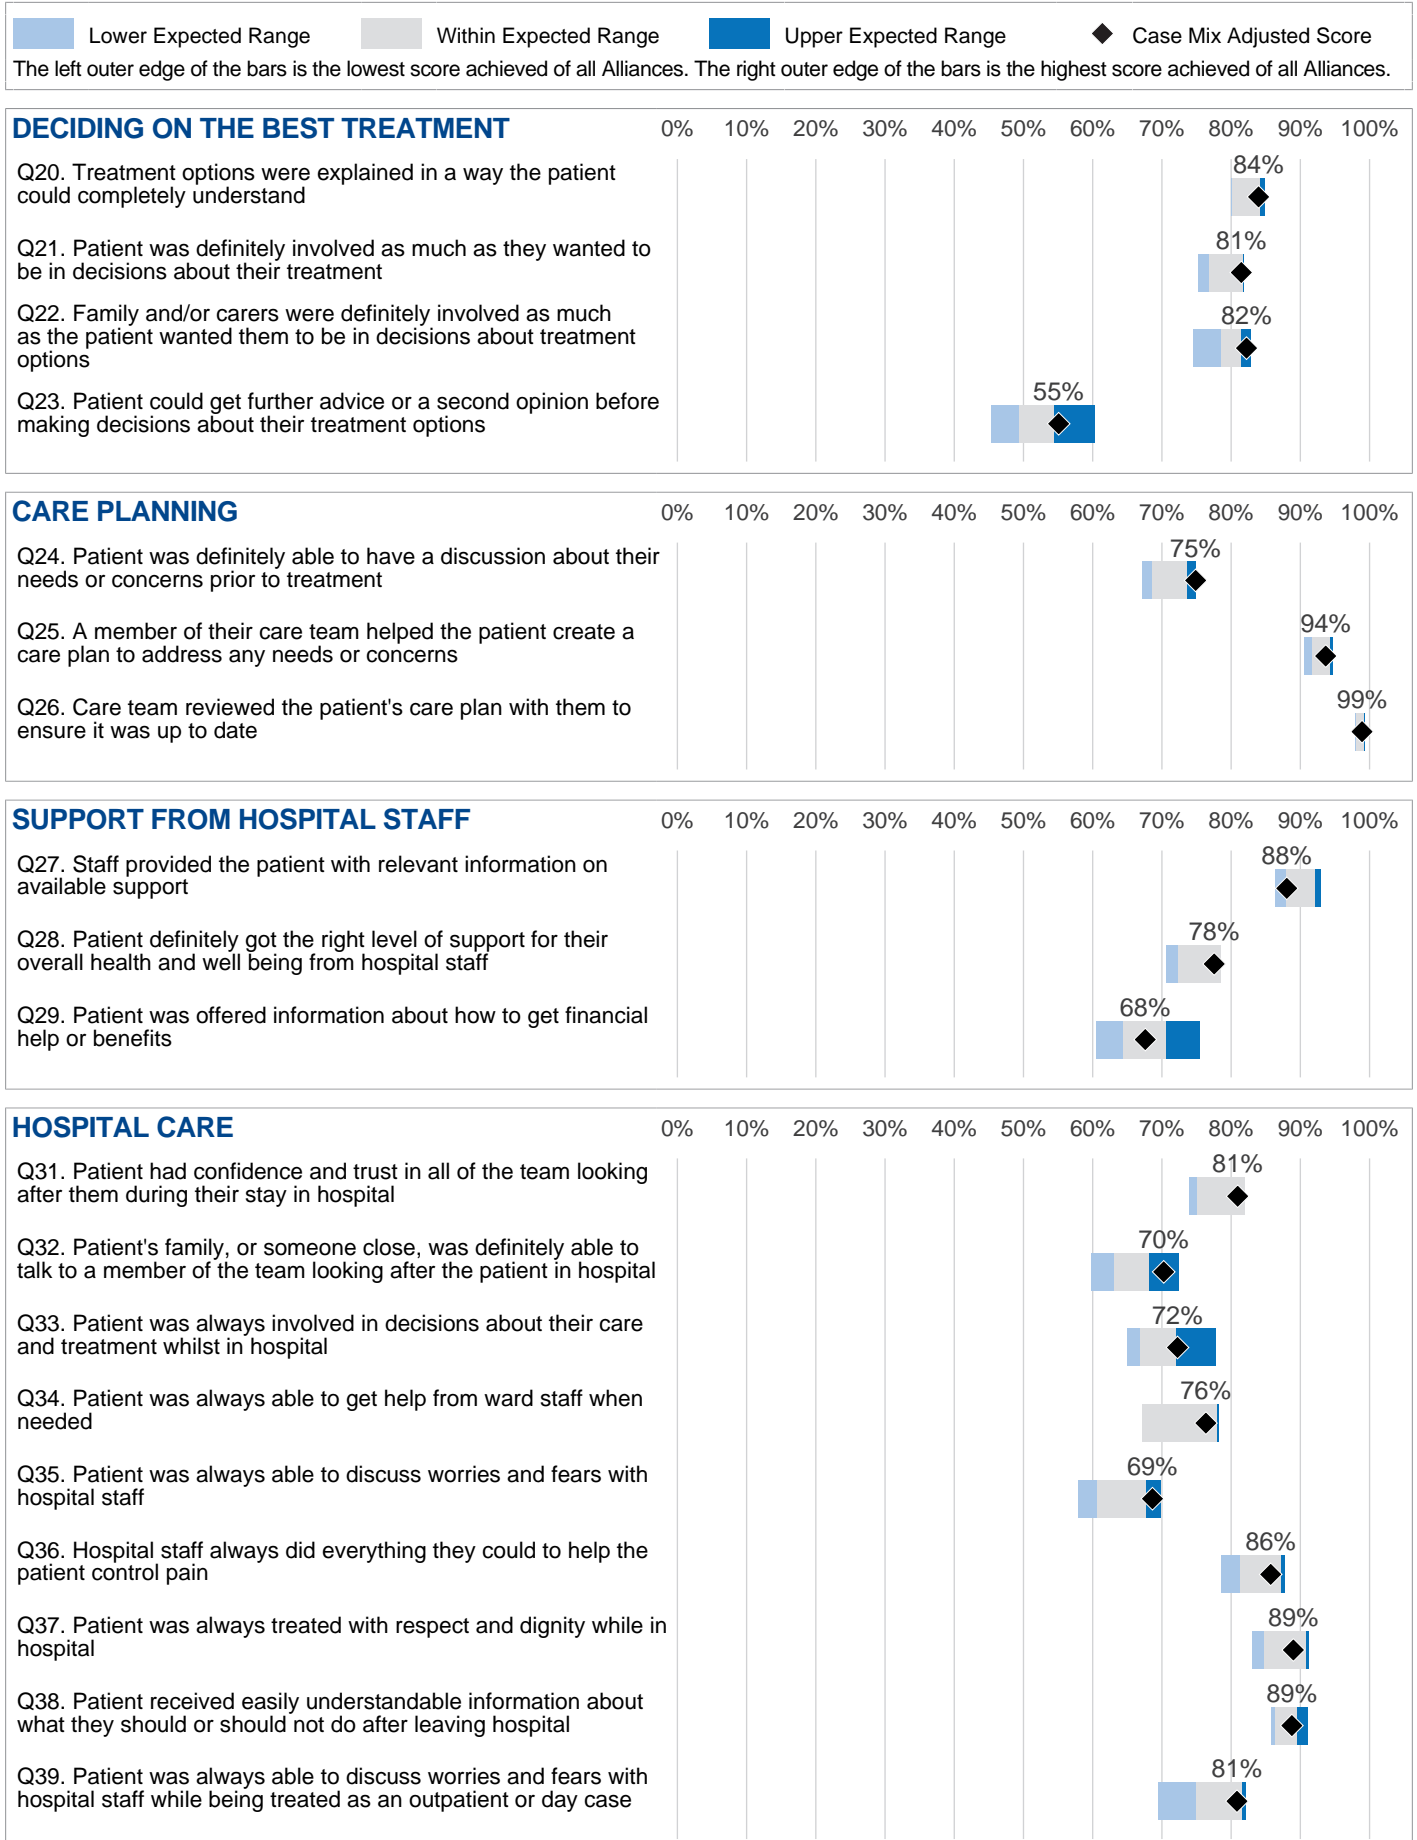 Lower Expected Range Within Expected Range Upper Expected Range Case Mix Adjusted Score
The left outer edge of the bars is the lowest score achieved of all Alliances. The right outer edge of the bars is the highest score achieved of all Alliances.
DECIDING ON THE BEST TREATMENT 0% 10% 20% 30% 40% 50% 60% 70% 80% 90% 100%
Q20. Treatment options were explained in a way the patient
could completely understand
84%
Q21. Patient was definitely involved as much as they wanted to
be in decisions about their treatment
81%
Q22. Family and/or carers were definitely involved as much
as the patient wanted them to be in decisions about treatment
options
82%
Q23. Patient could get further advice or a second opinion before
making decisions about their treatment options
55%
CARE PLANNING 0% 10% 20% 30% 40% 50% 60% 70% 80% 90% 100%
Q24. Patient was definitely able to have a discussion about their
needs or concerns prior to treatment
75%
Q25. A member of their care team helped the patient create a
care plan to address any needs or concerns
94%
Q26. Care team reviewed the patient's care plan with them to
ensure it was up to date
99%
SUPPORT FROM HOSPITAL STAFF 0% 10% 20% 30% 40% 50% 60% 70% 80% 90% 100%
Q27. Staff provided the patient with relevant information on
available support
88%
Q28. Patient definitely got the right level of support for their
overall health and well being from hospital staff
78%
Q29. Patient was offered information about how to get financial
help or benefits
68%
HOSPITAL CARE 0% 10% 20% 30% 40% 50% 60% 70% 80% 90% 100%
Q31. Patient had confidence and trust in all of the team looking
after them during their stay in hospital
81%
Q32. Patient's family, or someone close, was definitely able to
talk to a member of the team looking after the patient in hospital
70%
Q33. Patient was always involved in decisions about their care
and treatment whilst in hospital
72%
Q34. Patient was always able to get help from ward staff when
needed
76%
Q35. Patient was always able to discuss worries and fears with
hospital staff
69%
Q36. Hospital staff always did everything they could to help the
patient control pain
86%
Q37. Patient was always treated with respect and dignity while in
hospital
89%
Q38. Patient received easily understandable information about
what they should or should not do after leaving hospital
89%
Q39. Patient was always able to discuss worries and fears with
hospital staff while being treated as an outpatient or day case
81%